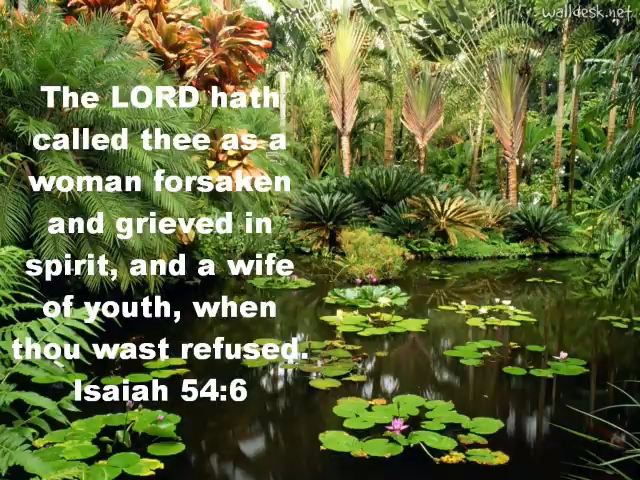 walldesk.net
The LORD hath
called thee as a
woman forsaken
and grieved in
spirit, and a wife
of youth, when
thou wast refused.
Isaiah 54:6